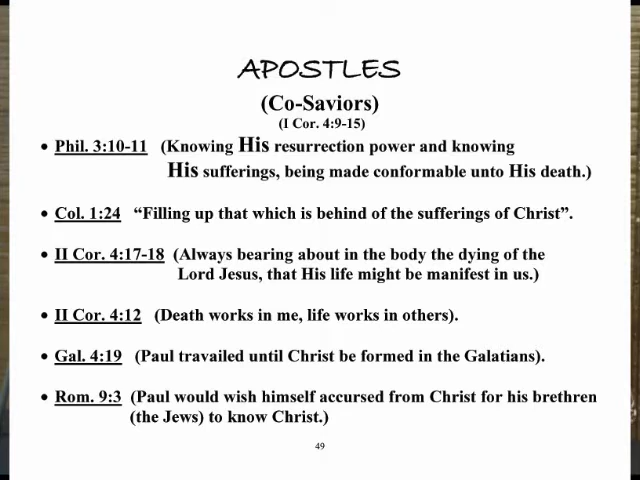 APOSTLES
(Co-Saviors)
(I Cor. 4:9-15)
• Phil. 3:10-11 (Knowing His resurrection power and knowing
His sufferings, being made conformable unto His death.)
• Col. 1:24 “Filling up that which is behind of the sufferings of Christ”.
• II Cor. 4:17-18 (Always bearing about in the body the dying of the
Lord Jesus, that His life might be manifest in us.)
• II Cor. 4:12 (Death works in me, life works in others).
• Gal. 4:19 (Paul travailed until Christ be formed in the Galatians).
• Rom. 9:3 (Paul would wish himself accursed from Christ for his brethren
(the Jews) to know Christ.)
49